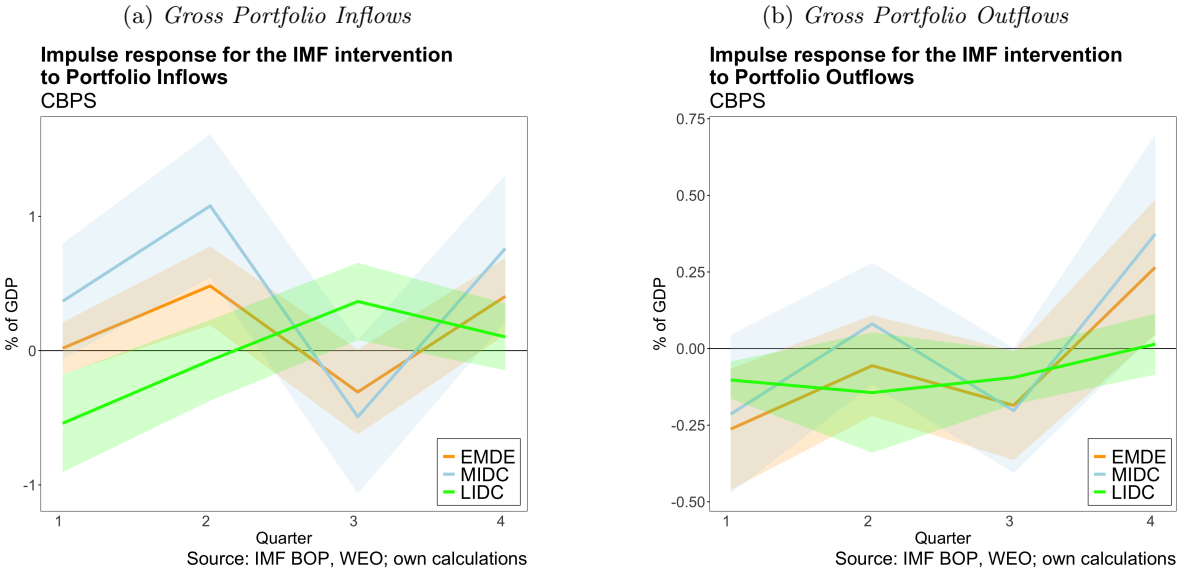 (a) Gross Portfolio Inflows
Impulse response for the IMF intervention
to Portfolio Inflows
CBPS
% of GDP
1
0
-1
EMDE
MIDC
LIDC
1 2 3 4
Quarter
Source: IMF BOP, WEO; own calculations
(b) Gross Portfolio Outflows
Impulse response for the IMF intervention
to Portfolio Outflows
CBPS
% of GDP
0.75
0.50
0.25
0.00
-0.25
-0.50
EMDE
MIDC
LIDC
1 2 3 4
Quarter
Source: IMF BOP, WEO; own calculations